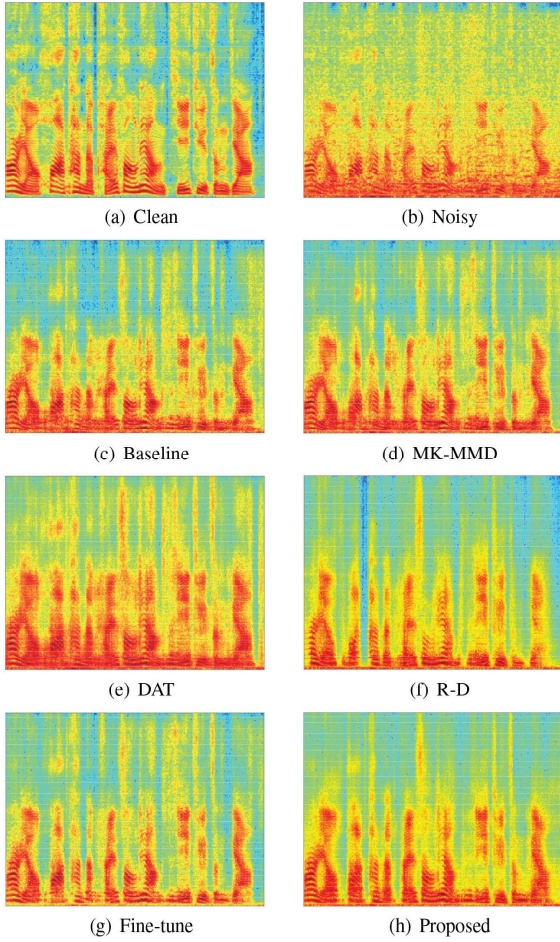 (a) Clean
(b) Noisy
(c) Baseline
(d) MK-MMD
(e) DAT
(f) R-D
(g) Fine-tune
(h) Proposed